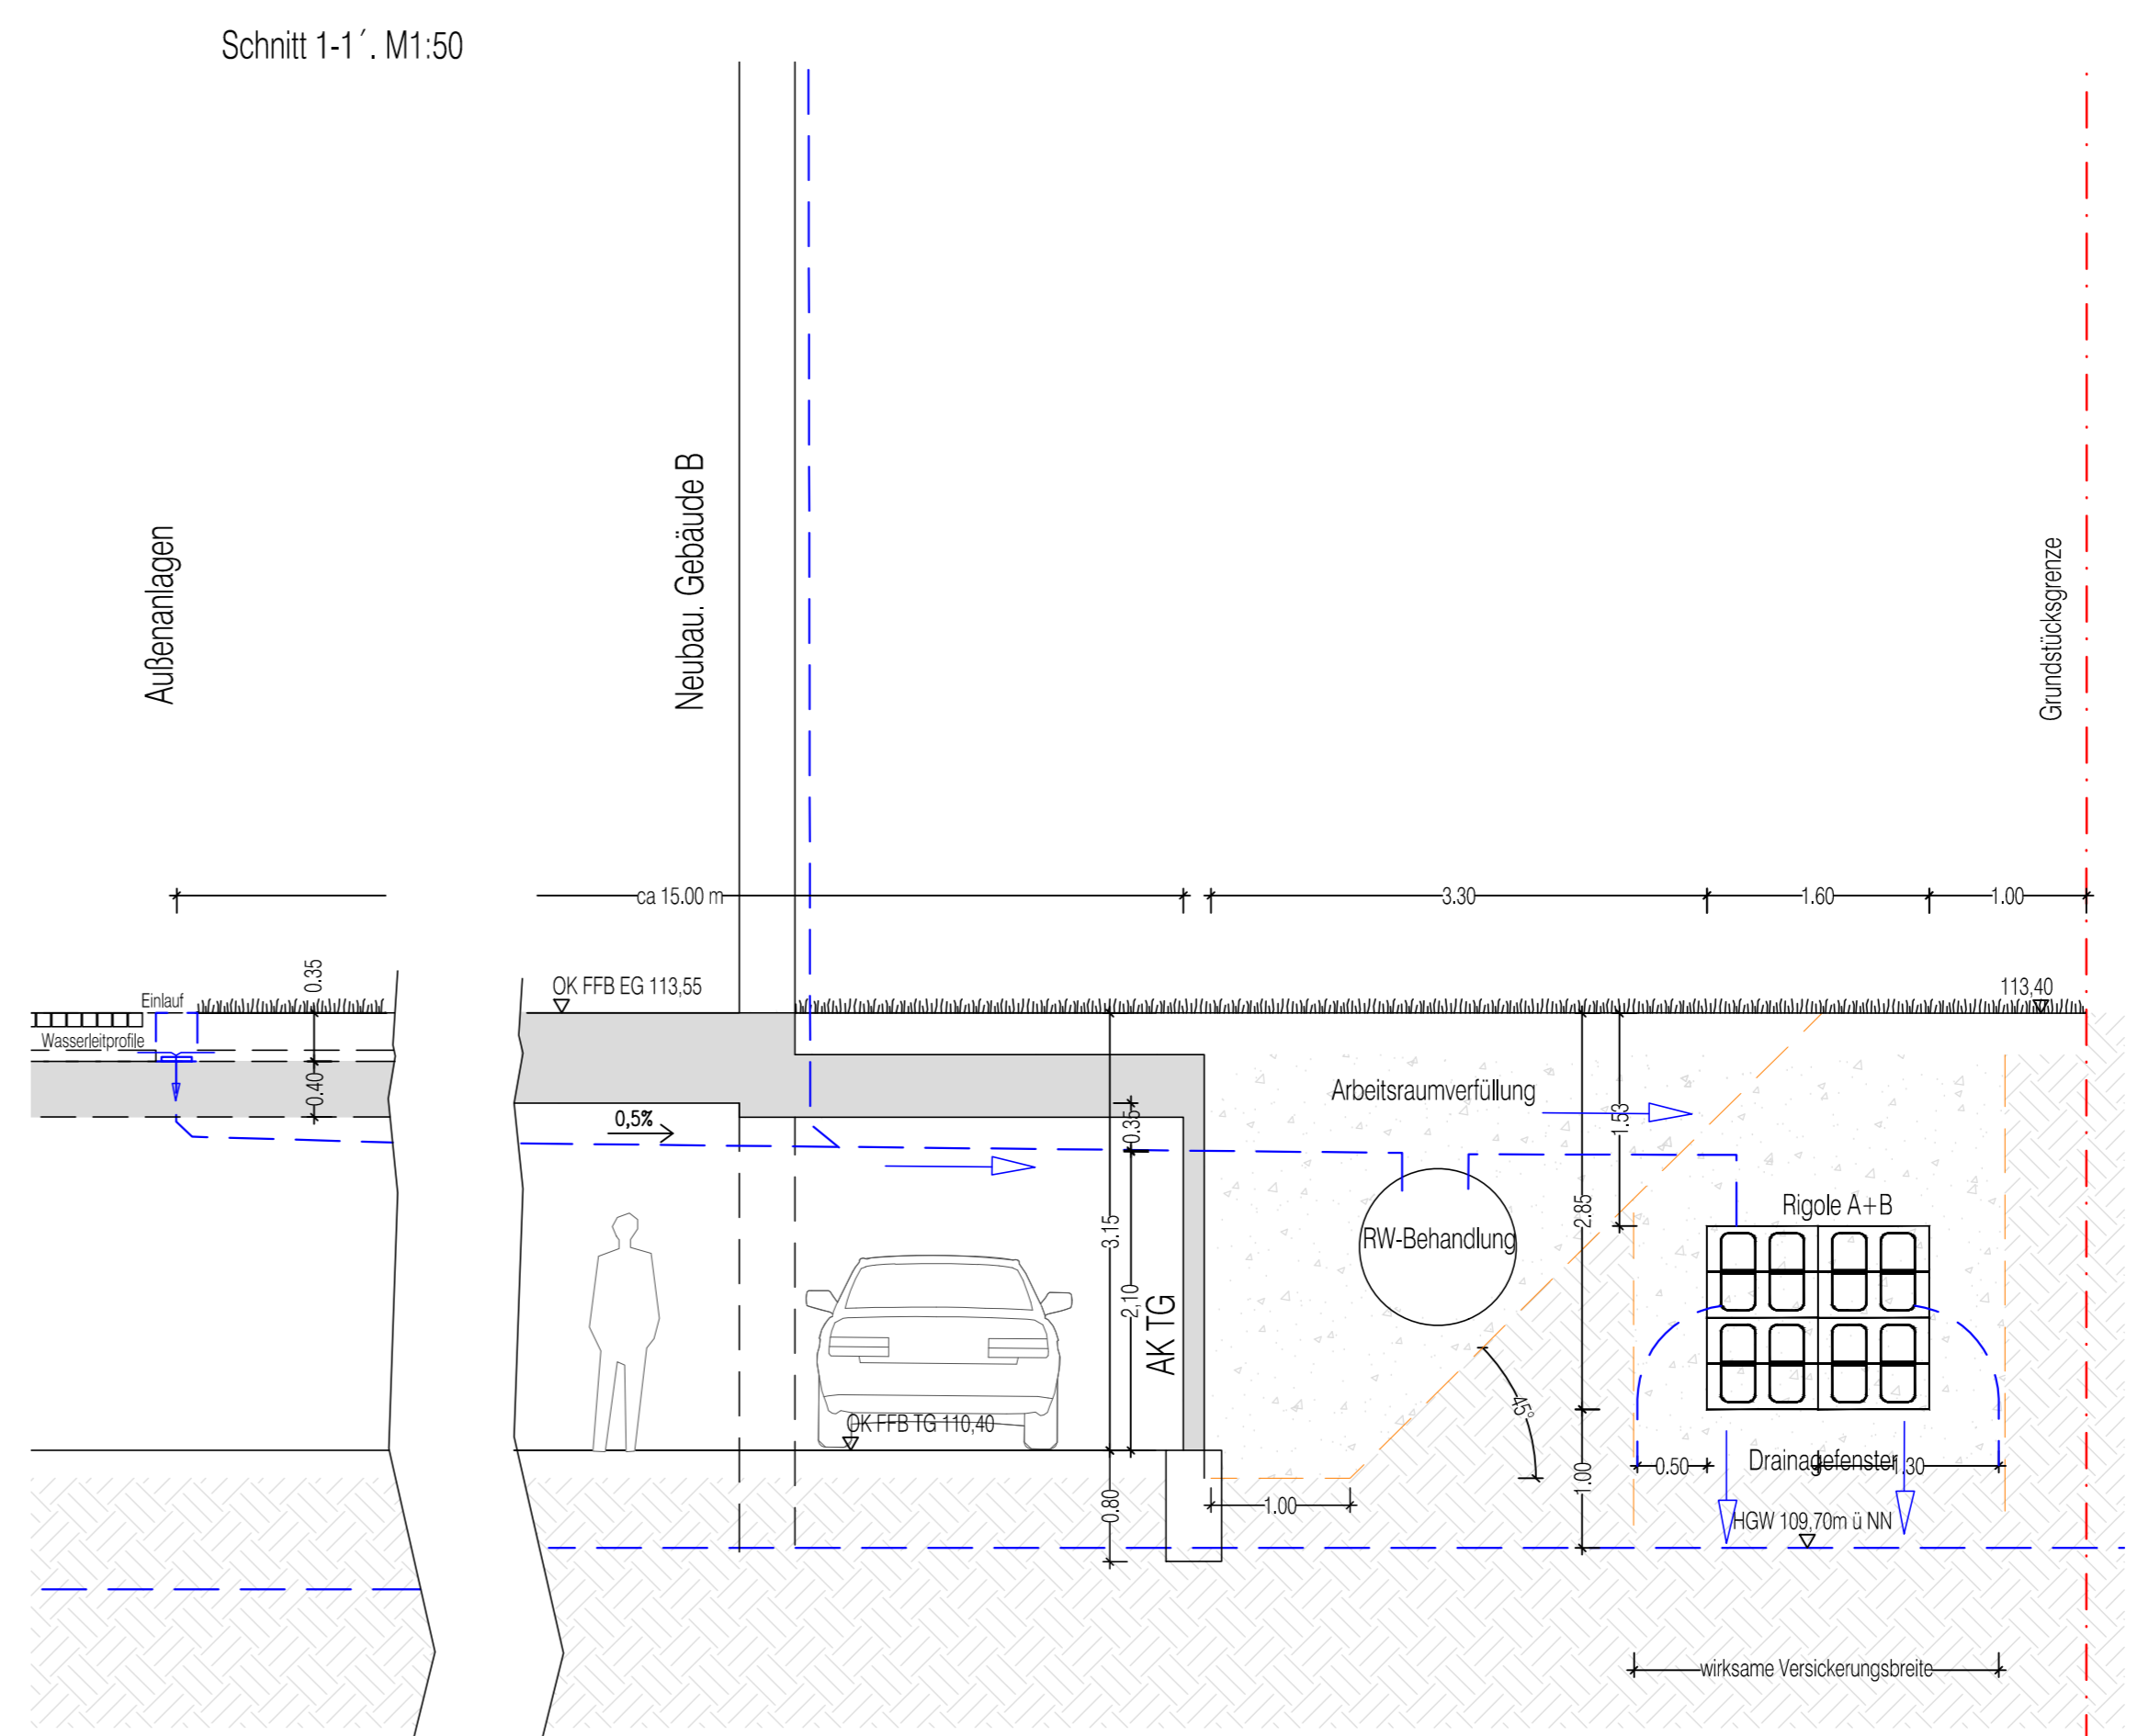 Schnitt 1-1´. M1:50
Außenanlagen
Neubau. Gebäude B
Grundstücksgrenze
ca 15.00 m
3.30
1.60
1.00
0.35
Einlauf
OK FFB EG 113,55
113,40
Wasserleitprofile
0.40
0,5%
0.35
Arbeitsraumverfüllung
1.53
Rigole A+B
3.15
2.85
RW-Behandlung
2,10
AK TG
45°
OK FFB TG 110,40
0.50
Drainagefenster
1.30
1.00
0.80
1.00
HGW 109,70m ü NN
wirksame Versickerungsbreite